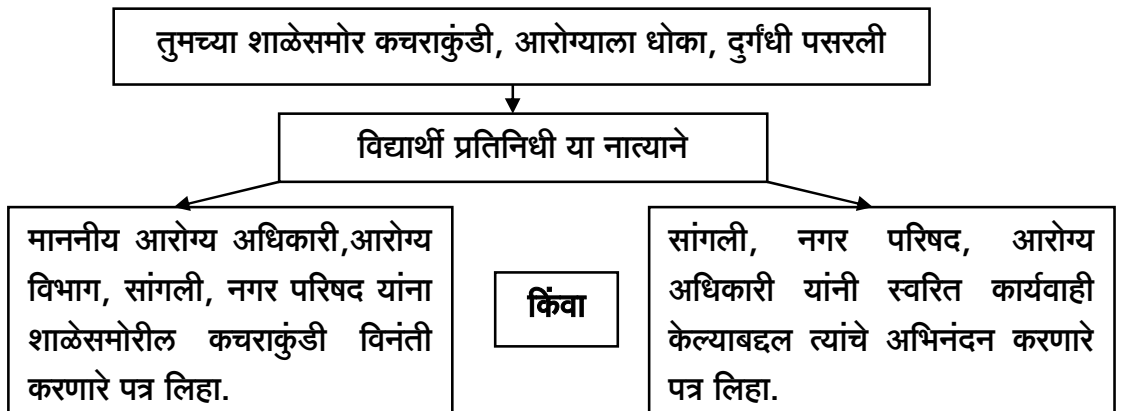 तुमच्या शाळेसमोर कचराकुंडी, आरोग्याला धोका, दुर्गंधी पसरली
विद्यार्थी प्रतिनिधी या नात्याने
माननीय आरोग्य अधिकारी,आरोग्य
विभाग, सांगली, नगर परिषद यांना
शाळेसमोरील कचराकुंडी विनंती
करणारे पत्र लिहा.
किंवा
सांगली, नगर परिषद, आरोग्य
अधिकारी यांनी स्वरित कार्यवाही
केल्याबद्दल त्यांचे अभिनंदन करणारे
पत्र लिहा.